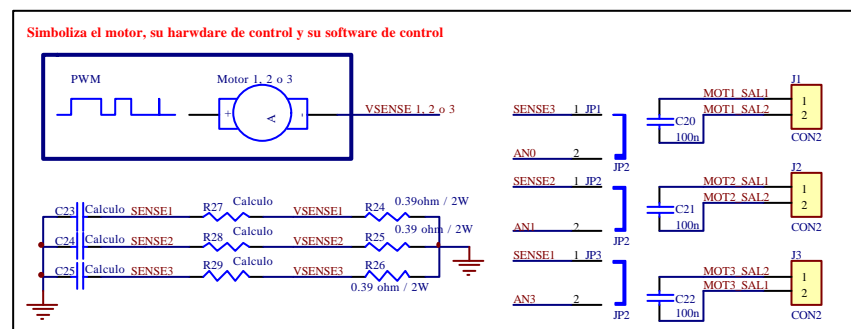 Simboliza el motor, su harwdare de control y su software de control
PWM
Motor 1, 2 o 3
+
A
-
VSENSE 1, 2 o 3
C23
Calculo
SENSE1
R27
Calculo
VSENSE1
R24
0.39ohm / 2W
C24
Calculo
SENSE2
R28
Calculo
VSENSE2
R25
0.39 ohm / 2W
C25
Calculo
SENSE3
R29
Calculo
VSENSE3
R26
0.39 ohm / 2W
SENSE3
1
JP1
AN0
2
JP2
SENSE2
1
JP2
AN1
2
JP2
SENSE1
1
JP3
AN3
2
JP2
C20
100n
MOT1_SAL1
MOT1_SAL2
J1
1
2
CON2
C21
100n
MOT2_SAL1
MOT2_SAL2
J2
1
2
CON2
C22
100n
MOT3_SAL2
MOT3_SAL1
J3
1
2
CON2